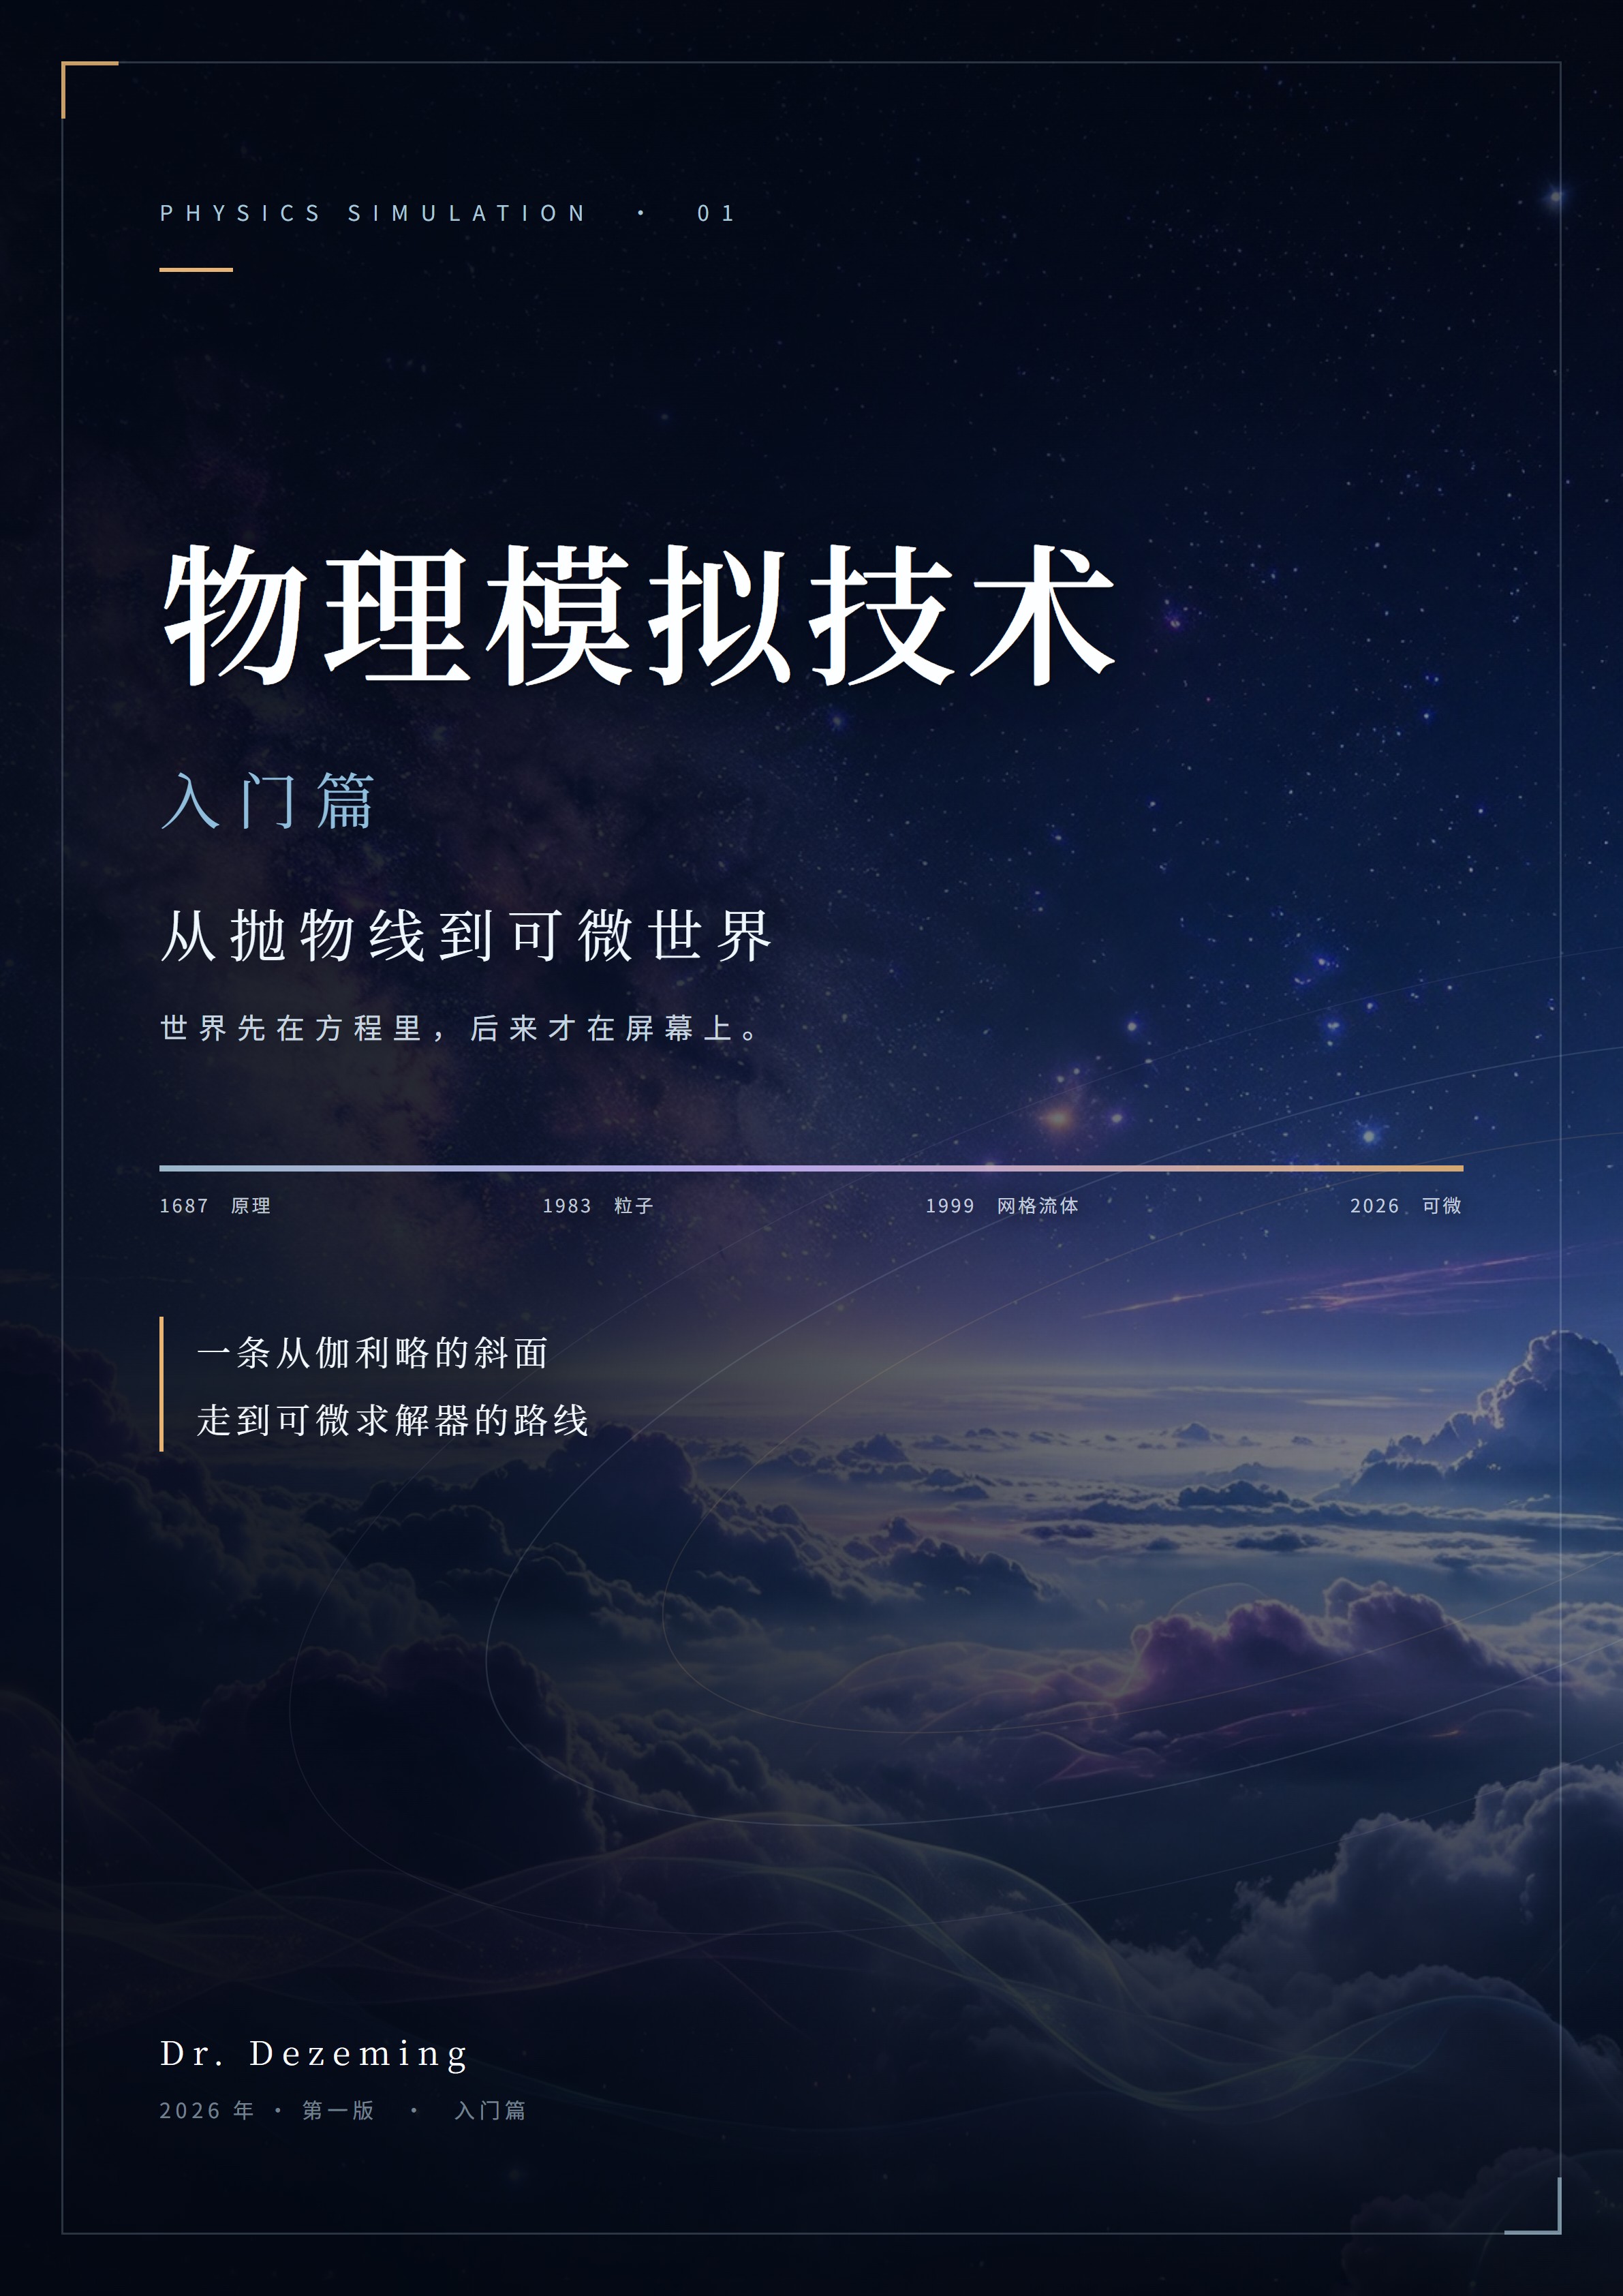 PHYSICS SIMULATION · 01
物理模拟技术
入门篇
从抛物线到可微世界
世界先在方程里，后来才在屏幕上。
1687 原理 1983 粒子 1999 网格流体 2026 可微
一条从伽利略的斜面
走到可微求解器的路线
Dr. Dezeming
2026 年 · 第一版 · 入门篇